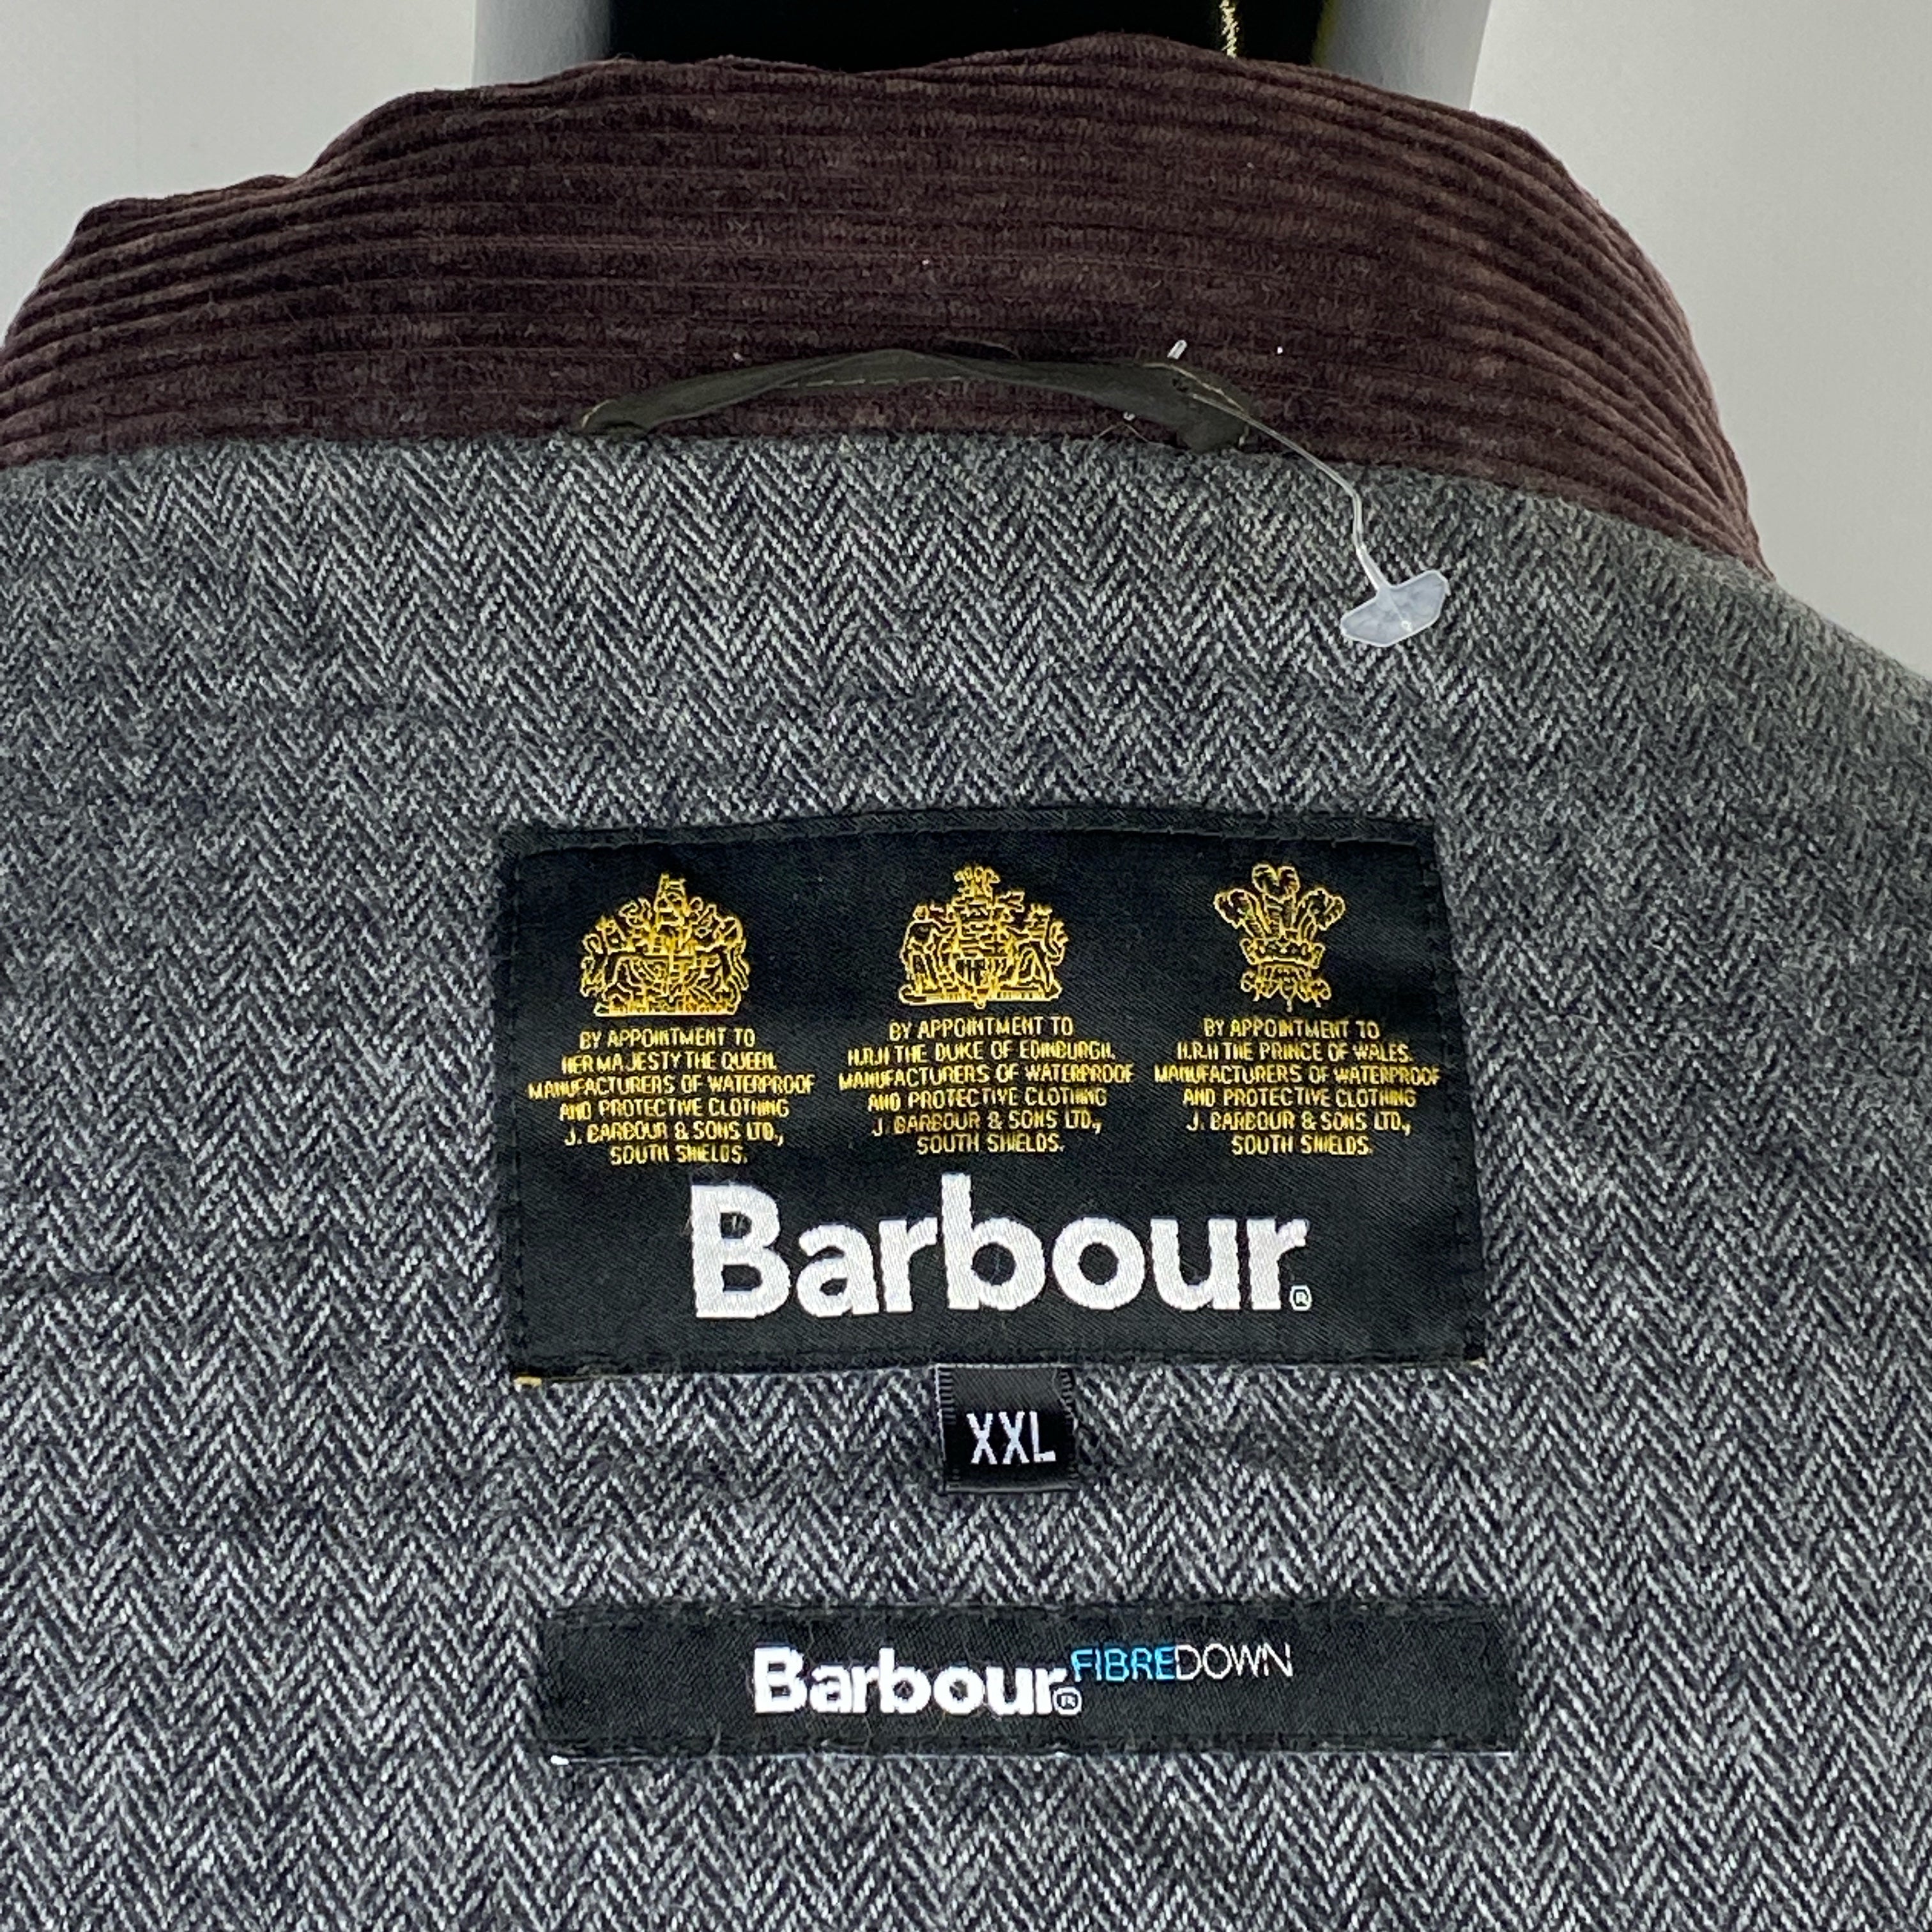 BY APPOINTMENT TO
HER MAJESTY THE QUEEN.
MANUFACTURERS OF WATERPROOF
AND PROTECTIVE CLOTHING
J. BARBOUR & SONS LTD.,
SOUTH SHIELDS.
BY APPOINTMENT TO
H.R.H THE DUKE OF EDINBURGH.
MANUFACTURERS OF WATERPROOF
AND PROTECTIVE CLOTHING
J. BARBOUR & SONS LTD.,
SOUTH SHIELDS.
BY APPOINTMENT TO
H.R.H THE PRINCE OF WALES.
MANUFACTURERS OF WATERPROOF
AND PROTECTIVE CLOTHING
J. BARBOUR & SONS LTD.,
SOUTH SHIELDS.
Barbour®
XXL
Barbour® FIBREDOWN